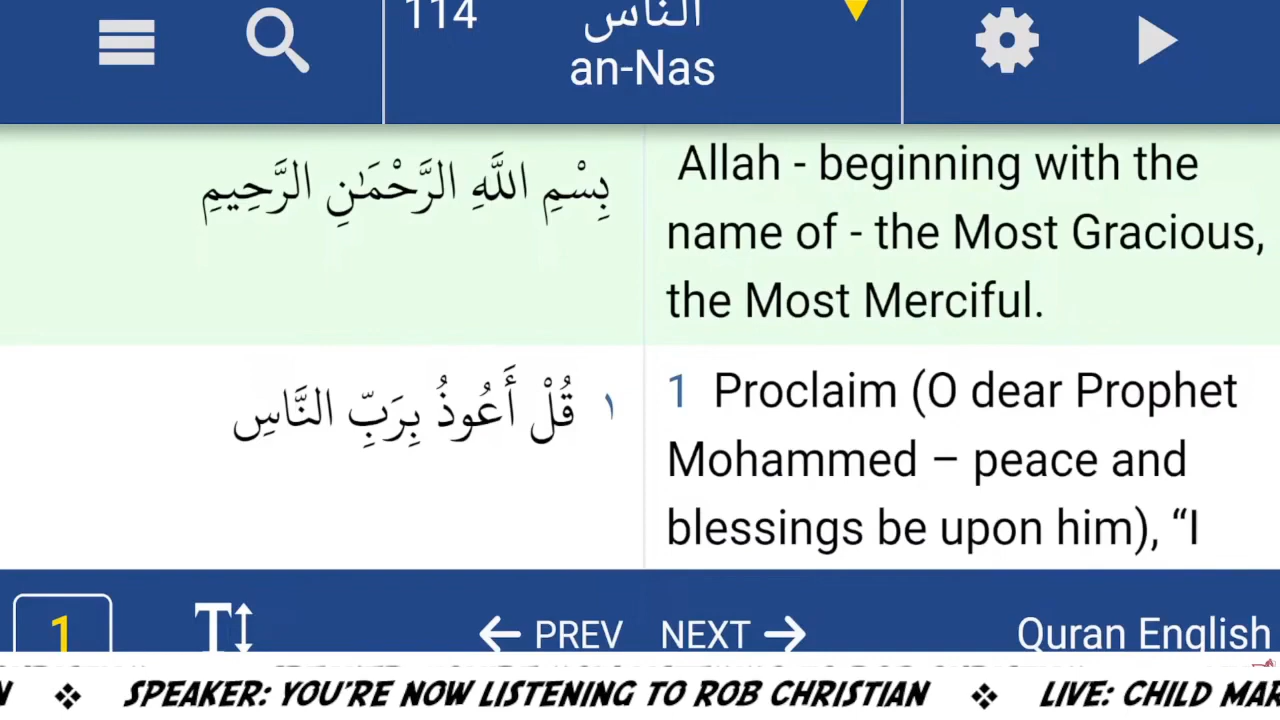 114
الناس
an-Nas
بِسْمِ اللَّهِ الرَّحْمَٰنِ الرَّحِيمِ
Allah - beginning with the
name of - the Most Gracious,
the Most Merciful.
١ قُلْ أَعُوذُ بِرَبِّ النَّاسِ
1 Proclaim (O dear Prophet
Mohammed – peace and
blessings be upon him), “I
1
T
← PREV NEXT →
Quran English
SPEAKER: YOU'RE NOW LISTENING TO ROB CHRISTIAN ❖ LIVE: CHILD MAR